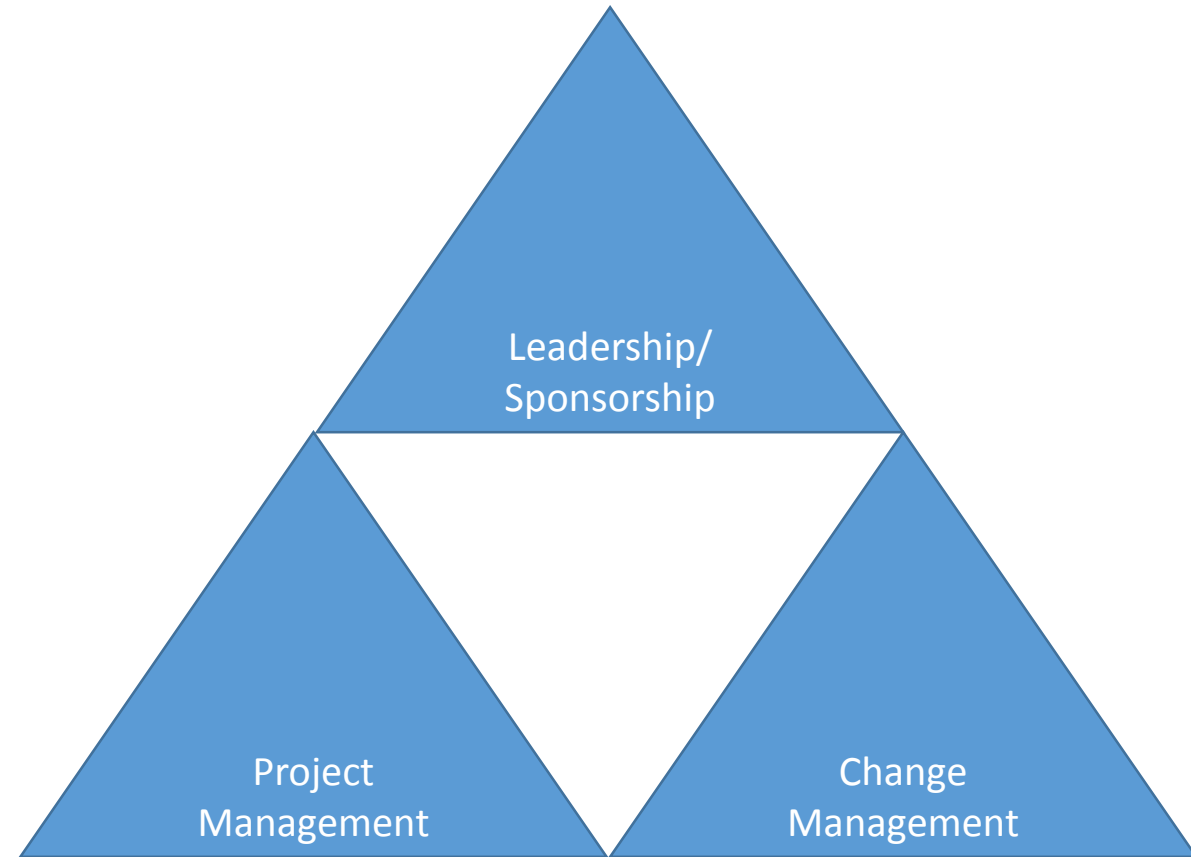 Leadership/
Sponsorship
Project
Management
Change
Management